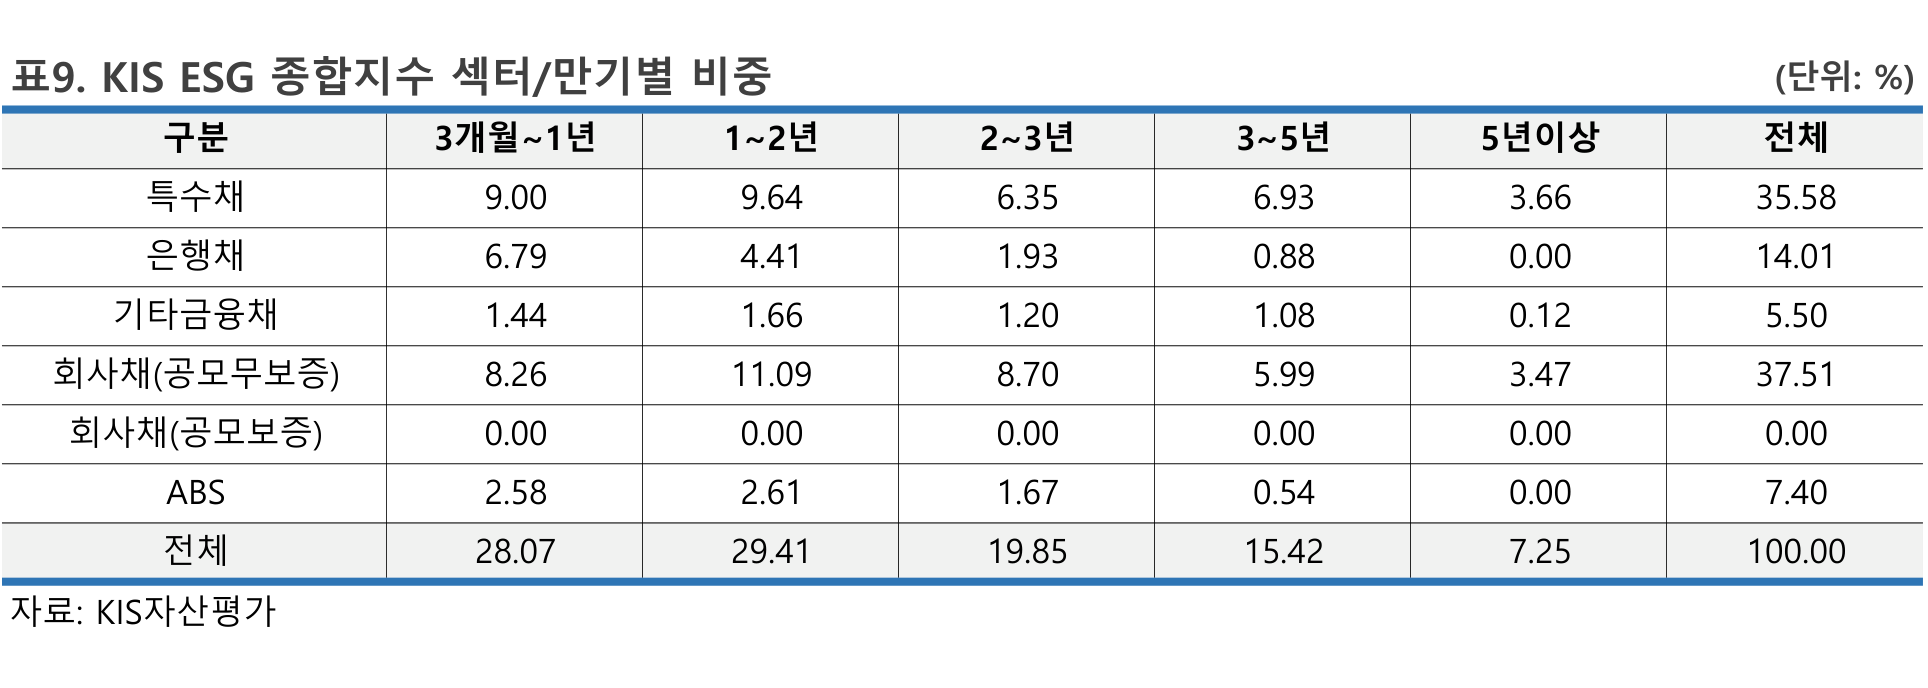 표9. KIS ESG 종합지수 섹터/만기별 비중 (단위: %)
구분 3개월~1년 1~2년 2~3년 3~5년 5년이상 전체
특수채 9.00 9.64 6.35 6.93 3.66 35.58
은행채 6.79 4.41 1.93 0.88 0.00 14.01
기타금융채 1.44 1.66 1.20 1.08 0.12 5.50
회사채(공모무보증) 8.26 11.09 8.70 5.99 3.47 37.51
회사채(공모보증) 0.00 0.00 0.00 0.00 0.00 0.00
ABS 2.58 2.61 1.67 0.54 0.00 7.40
전체 28.07 29.41 19.85 15.42 7.25 100.00
자료: KIS자산평가